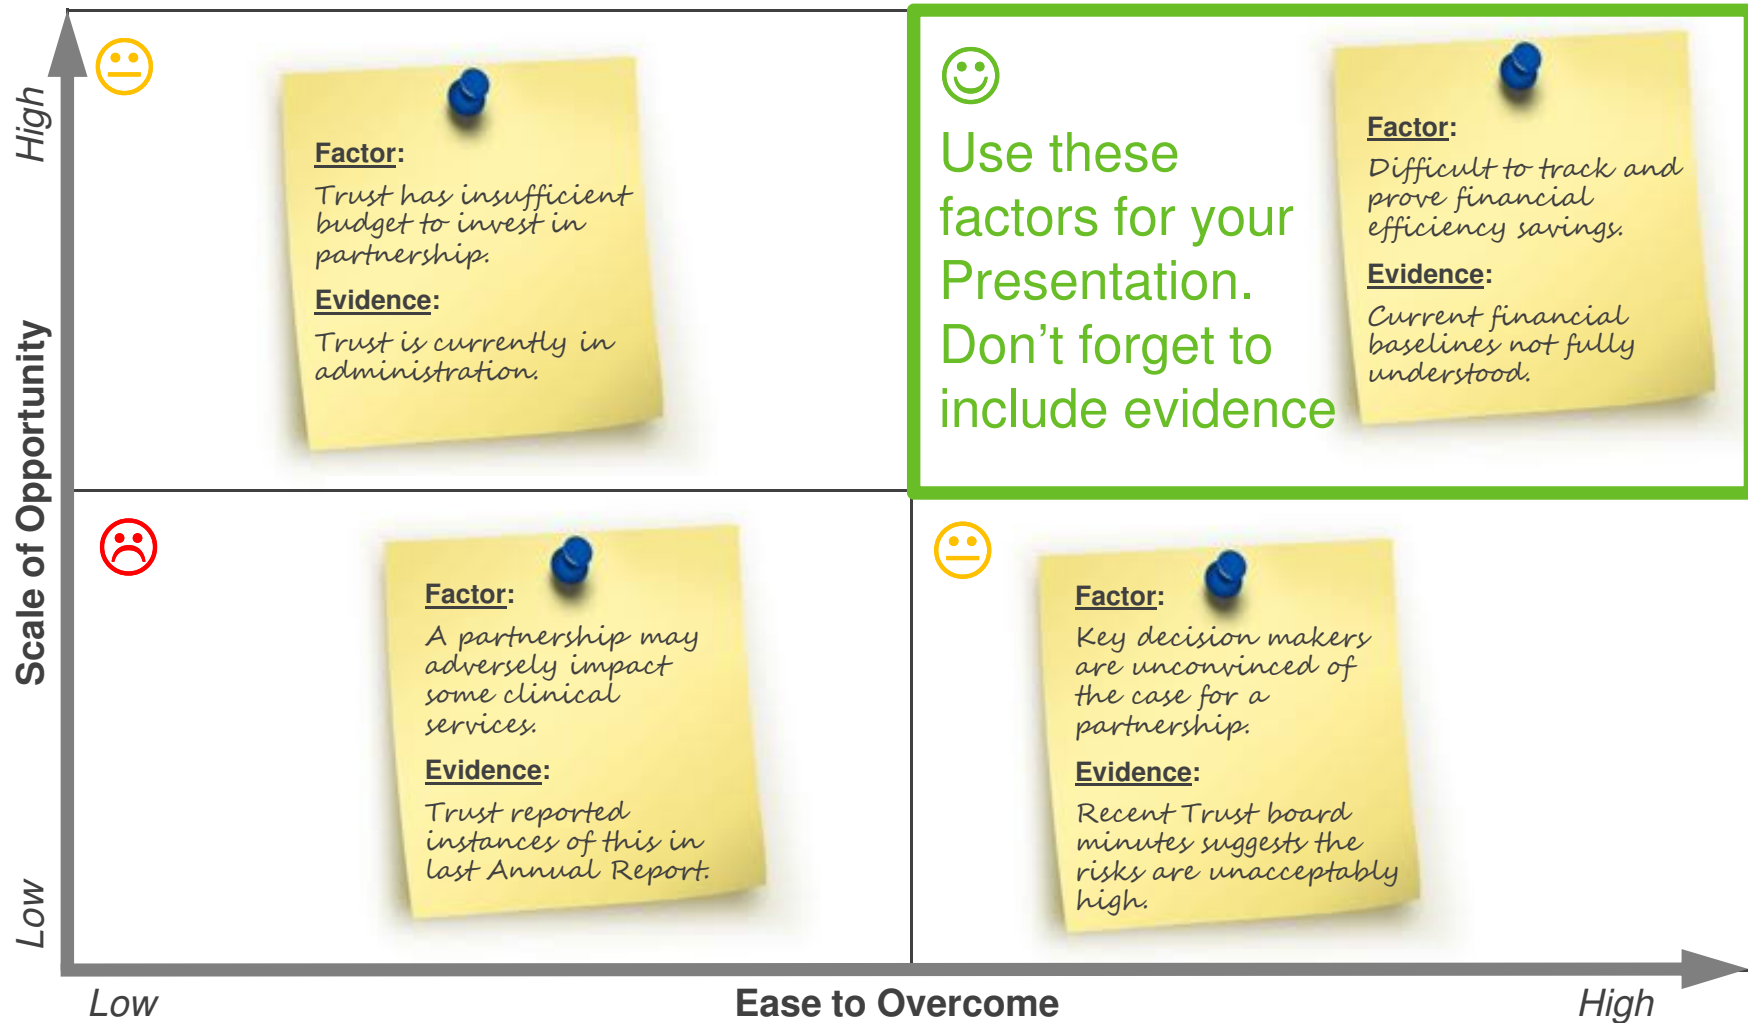 High
Scale of Opportunity
Low
Factor:
Trust has insufficient
budget to invest in
partnership.
Evidence:
Trust is currently in
administration.
Use these
factors for your
Presentation.
Don't forget to
include evidence
Factor:
Difficult to track and
prove financial
efficiency savings.
Evidence:
Current financial
baselines not fully
understood.
Factor:
A partnership may
adversely impact
some clinical
services.
Evidence:
Trust reported
instances of this in
last Annual Report.
Factor:
Key decision makers
are unconvinced of
the case for a
partnership.
Evidence:
Recent Trust board
minutes suggests the
risks are unacceptably
high.
Low
Ease to Overcome
High